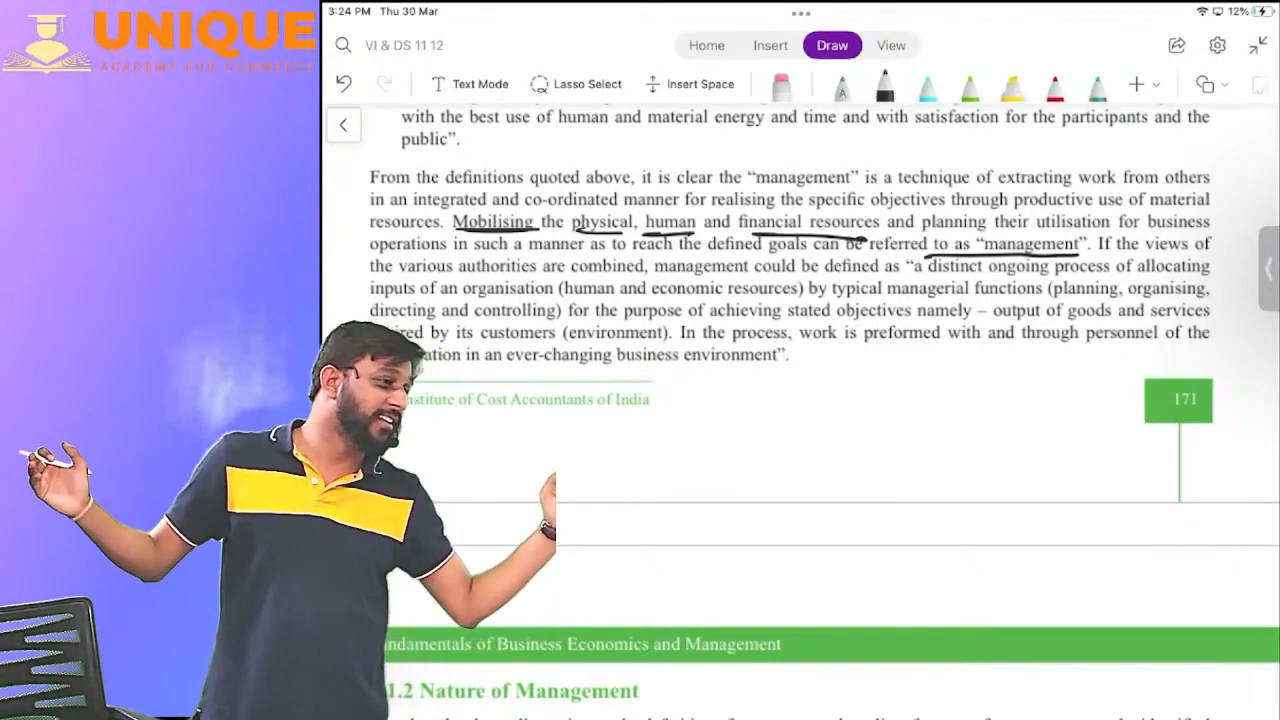 UNIQUE
ACADEMY FOR COMMERCE
3:24 PM Thu 30 Mar
12%
VI & DS 11 12
Home Insert Draw View
Text Mode Lasso Select Insert Space
with the best use of human and material energy and time and with satisfaction for the participants and the
public”.
From the definitions quoted above, it is clear the “management” is a technique of extracting work from others
in an integrated and co-ordinated manner for realising the specific objectives through productive use of material
resources. Mobilising the physical, human and financial resources and planning their utilisation for business
operations in such a manner as to reach the defined goals can be referred to as “management”. If the views of
the various authorities are combined, management could be defined as “a distinct ongoing process of allocating
inputs of an organisation (human and economic resources) by typical managerial functions (planning, organising,
directing and controlling) for the purpose of achieving stated objectives namely – output of goods and services
by its customers (environment). In the process, work is preformed with and through personnel of the
in an ever-changing business environment”.
of Cost Accountants of India
171
of Business Economics and Management
1.2 Nature of Management